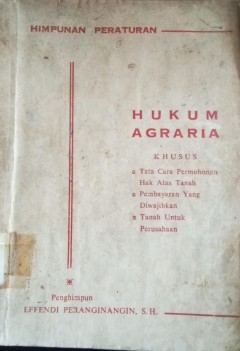 HIMPUNAN PERATURAN
HUKUM
AGRARIA
KHUSUS
Tata Cara Permohonan
Hak Atas Tanah
Pembayaran Yang
Diwajibkan
Tanah Untuk
Perusahaan
Penghimpun
EFFENDI PERANGINANGIN, S.H.